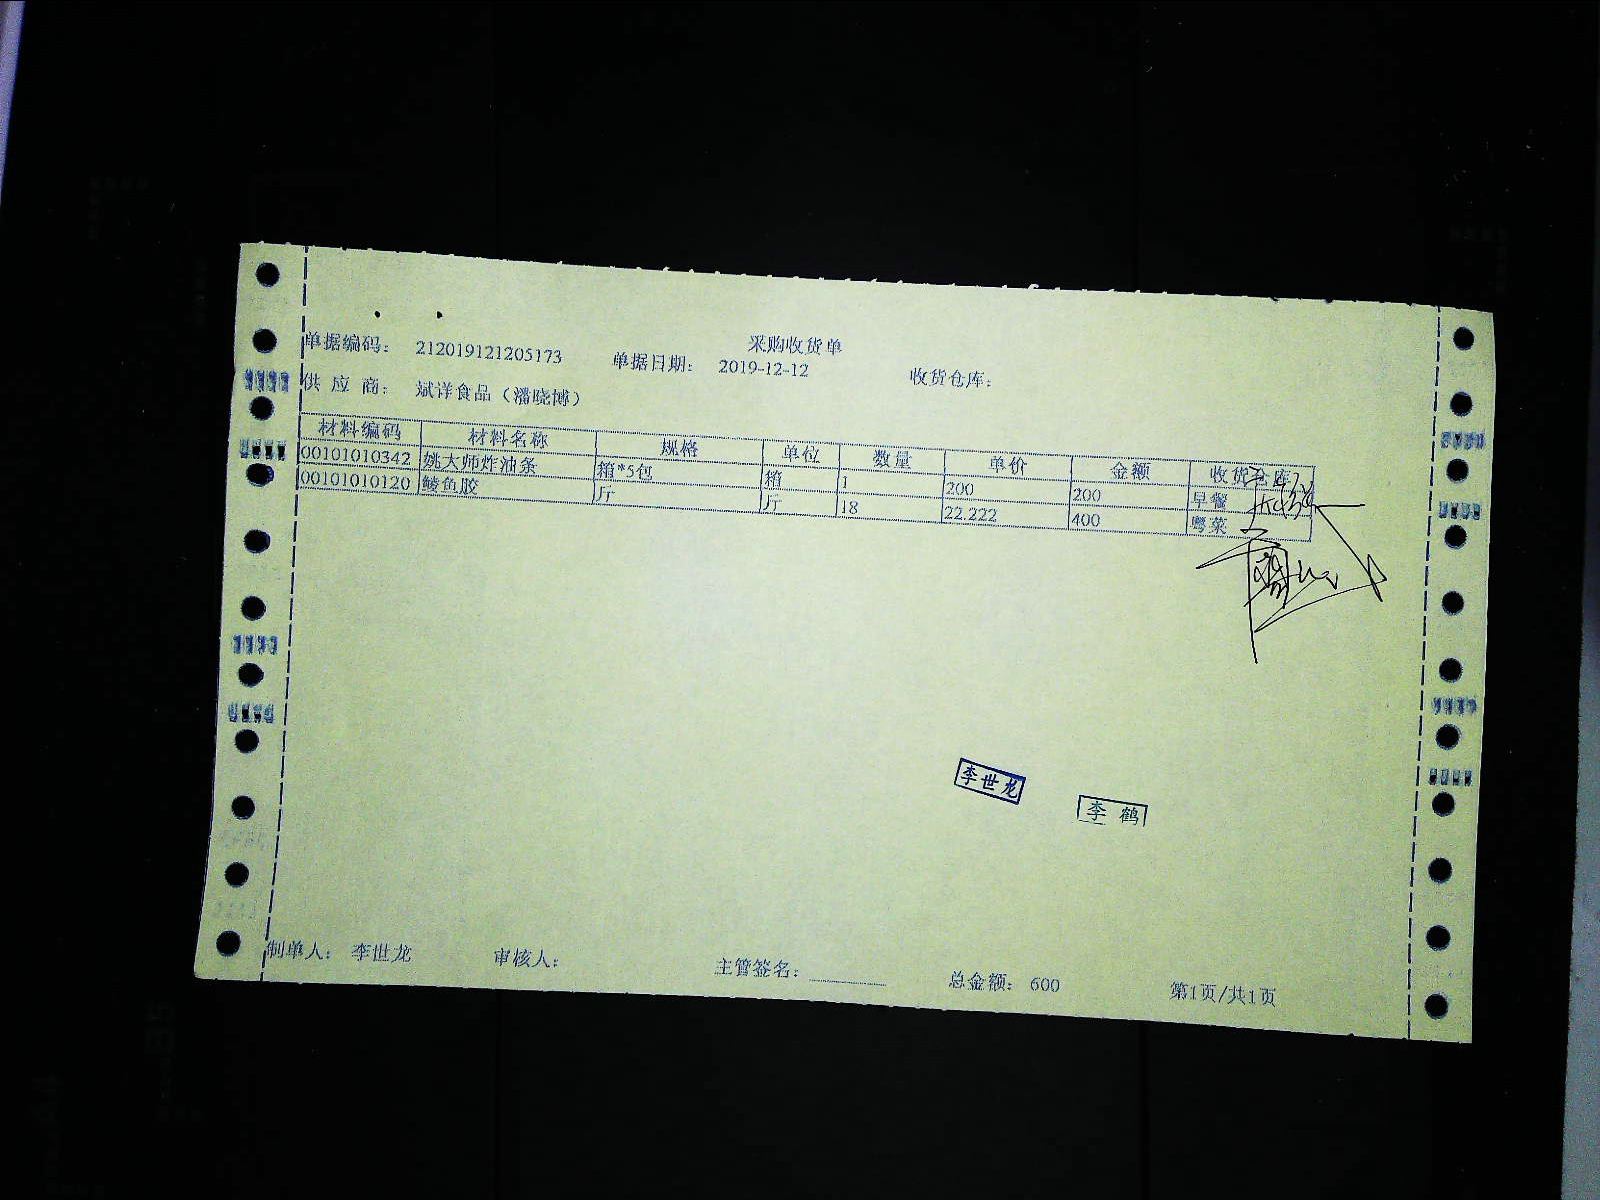 采购收货单
单据编码： 212019121205173 单据日期： 2019-12-12 收货仓库：
供 应 商： 斌详食品（潘晓博）
材料编码 材料名称 规格 单位 数量 单价 金额 收货仓库
00101010342 姚大师炸油条 箱*5包 箱 1 200 200 早餐
00101010120 鲮鱼胶 斤 斤 18 22.222 400 粤菜
李世龙
李 鹤
制单人： 李世龙 审核人： 主管签名： 总金额： 600 第1页/共1页